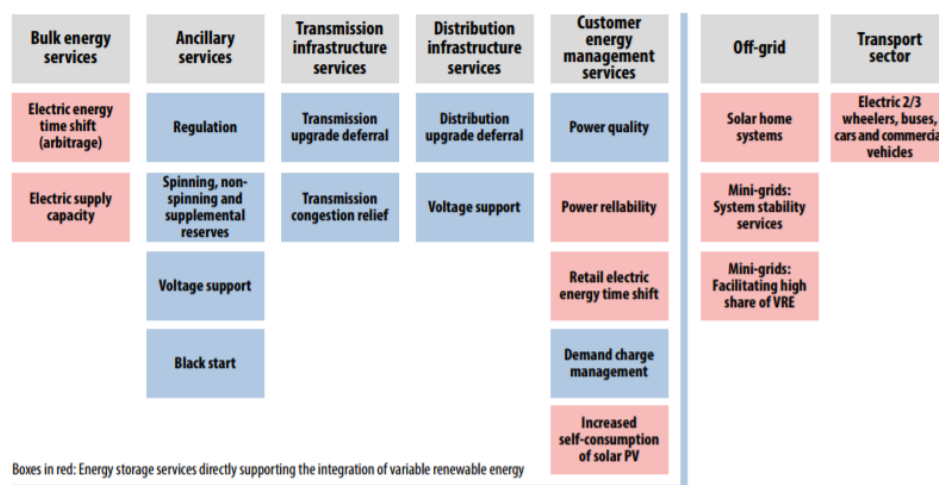 Bulk energy
services
Ancillary
services
Transmission
infrastructure
services
Distribution
infrastructure
services
Customer
energy
management
services
Off-grid
Transport
sector
Electric energy
time shift
(arbitrage)
Electric supply
capacity
Regulation
Spinning, non-
spinning and
supplemental
reserves
Voltage support
Black start
Transmission
upgrade deferral
Transmission
congestion relief
Distribution
upgrade deferral
Voltage support
Power quality
Power rellability
Retail electric
energy time shift
Demand charge
management
Increased
self-consumption
of solar PV
Solar home
systems
Mini-grids:
System stability
services
Mini-grids:
Facilitating high
share of VRE
Electric 2/3
wheelers, buses,
cars and commercia
vehicles
Boxes in red: Energy storage services directly supporting the integration of variable renewable energy